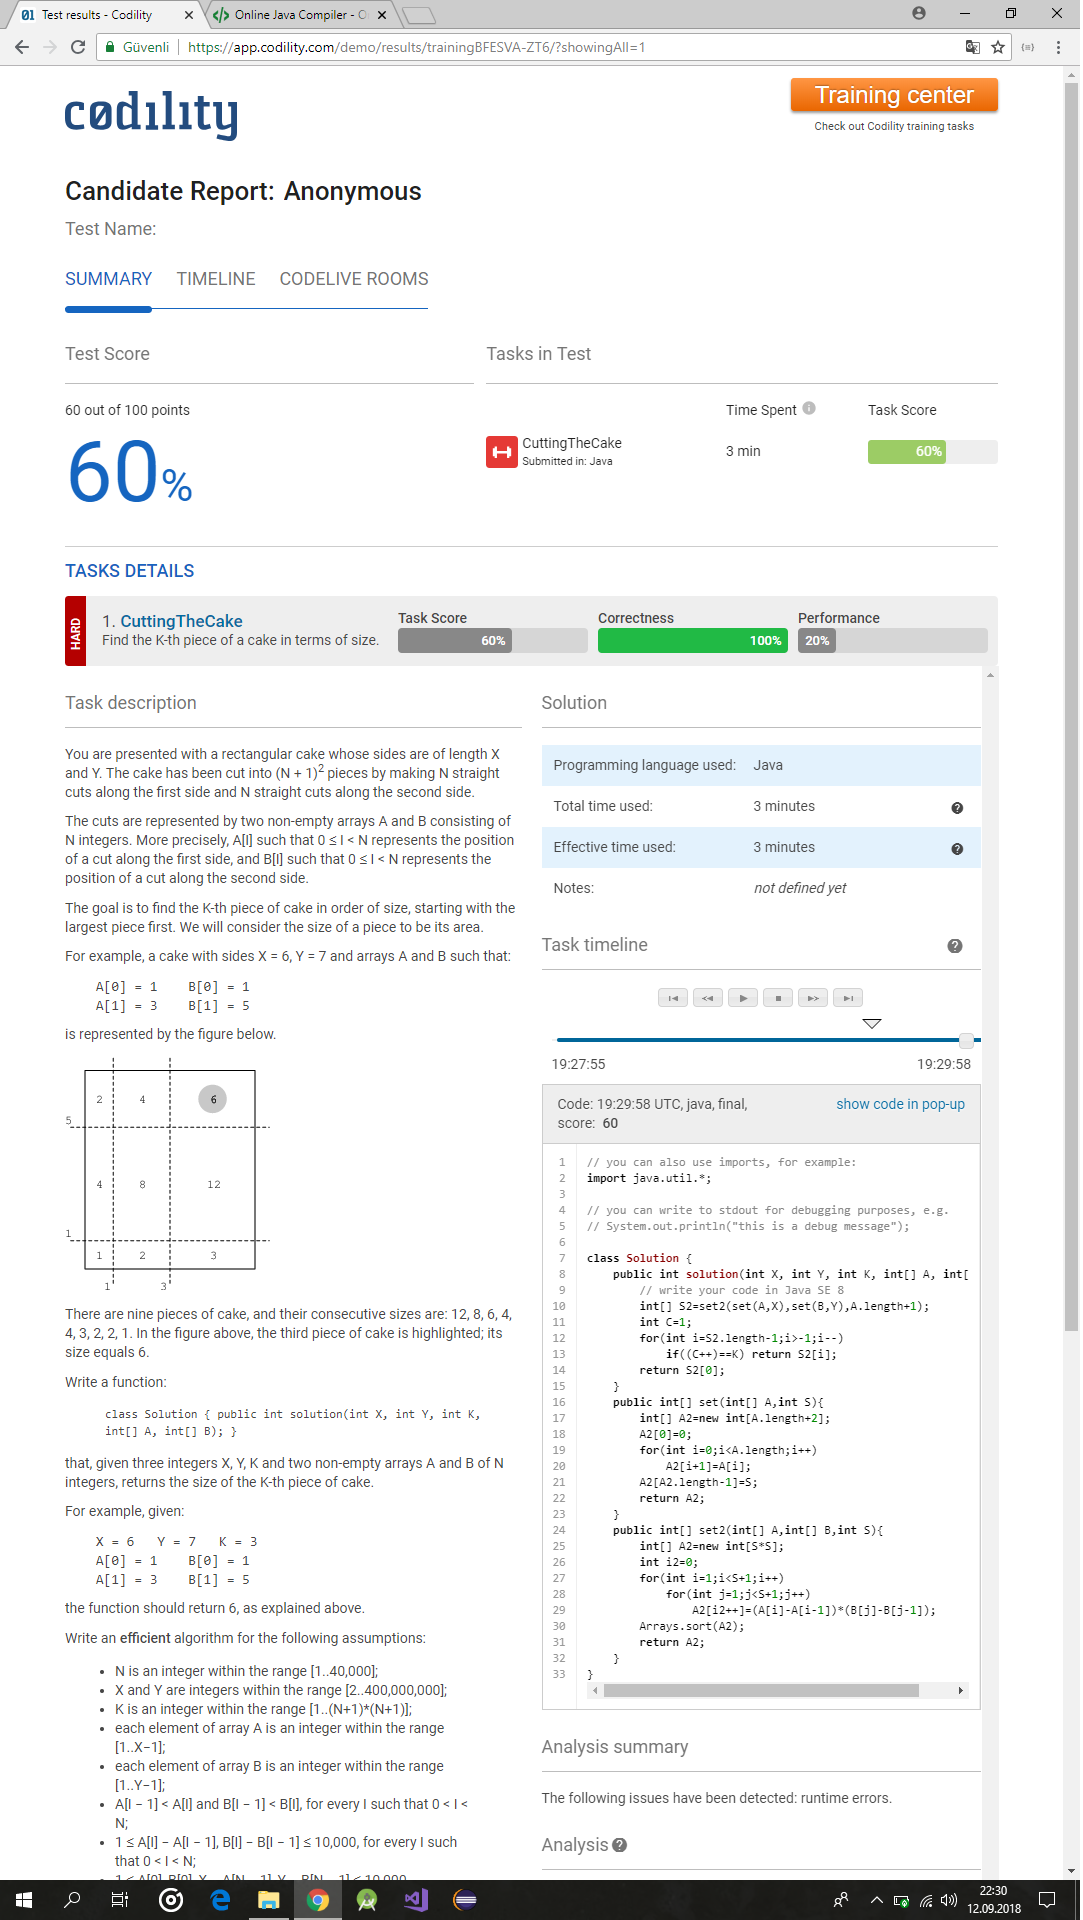 Test results - Codility
Online Java Compiler - O
Güvenli
https://app.codility.com/demo/results/trainingBFESVA-ZT6/?showingAll=1
codility
Training center
Check out Codility training tasks
Candidate Report: Anonymous
Test Name:
SUMMARY TIMELINE CODELIVE ROOMS
Test Score
60 out of 100 points
60%
Tasks in Test
Time Spent
Task Score
CuttingTheCake
Submitted in: Java
3 min
60%
TASKS DETAILS
HARD
1. CuttingTheCake
Find the K-th piece of a cake in terms of size.
Task Score
60%
Correctness
100%
Performance
20%
Task description
You are presented with a rectangular cake whose sides are of length X
and Y. The cake has been cut into (N + 1)² pieces by making N straight
cuts along the first side and N straight cuts along the second side.
The cuts are represented by two non-empty arrays A and B consisting of
N integers. More precisely, A[I] such that 0 ≤ I < N represents the position
of a cut along the first side, and B[I] such that 0 ≤ I < N represents the
position of a cut along the second side.
The goal is to find the K-th piece of cake in order of size, starting with the
largest piece first. We will consider the size of a piece to be its area.
For example, a cake with sides X = 6, Y = 7 and arrays A and B such that:
A[0] = 1 B[0] = 1
A[1] = 3 B[1] = 5
is represented by the figure below.
2 4 6
5
4 8 12
1
1 2 3
1 3
There are nine pieces of cake, and their consecutive sizes are: 12, 8, 6, 4,
4, 3, 2, 2, 1. In the figure above, the third piece of cake is highlighted; its
size equals 6.
Write a function:
class Solution { public int solution(int X, int Y, int K,
int[] A, int[] B); }
that, given three integers X, Y, K and two non-empty arrays A and B of N
integers, returns the size of the K-th piece of cake.
For example, given:
X = 6 Y = 7 K = 3
A[0] = 1 B[0] = 1
A[1] = 3 B[1] = 5
the function should return 6, as explained above.
Write an efficient algorithm for the following assumptions:
• N is an integer within the range [1..40,000];
• X and Y are integers within the range [2..400,000,000];
• K is an integer within the range [1..(N+1)*(N+1)];
• each element of array A is an integer within the range
[1..X−1];
• each element of array B is an integer within the range
[1..Y−1];
• A[I − 1] < A[I] and B[I − 1] < B[I], for every I such that 0 < I <
N;
• 1 ≤ A[I] − A[I − 1], B[I] − B[I − 1] ≤ 10,000, for every I such
that 0 < I < N;
• 1 ≤ A[0], B[0], X − A[N − 1], Y − B[N − 1] ≤ 10,000
Solution
Programming language used: Java
Total time used: 3 minutes
Effective time used: 3 minutes
Notes: not defined yet
Task timeline
19:27:55
19:29:58
Code: 19:29:58 UTC, java, final,
score: 60
show code in pop-up
1 // you can also use imports, for example:
2 import java.util.*;
3
4 // you can write to stdout for debugging purposes, e.g.
5 // System.out.println("this is a debug message");
6
7 class Solution {
8 public int solution(int X, int Y, int K, int[] A, int[
9 // write your code in Java SE 8
10 int[] S2=set2(set(A,X),set(B,Y),A.length+1);
11 int C=1;
12 for(int i=S2.length-1;i>-1;i--)
13 if((C++)==K) return S2[i];
14 return S2[0];
15 }
16 public int[] set(int[] A,int S){
17 int[] A2=new int[A.length+2];
18 A2[0]=0;
19 for(int i=0;i<A.length;i++)
20 A2[i+1]=A[i];
21 A2[A2.length-1]=S;
22 return A2;
23 }
24 public int[] set2(int[] A,int[] B,int S){
25 int[] A2=new int[S*S];
26 int i2=0;
27 for(int i=1;i<S+1;i++)
28 for(int j=1;j<S+1;j++)
29 A2[i2++]=(A[i]-A[i-1])*(B[j]-B[j-1]);
30 Arrays.sort(A2);
31 return A2;
32 }
33 }
Analysis summary
The following issues have been detected: runtime errors.
Analysis
22:30
12.09.2018